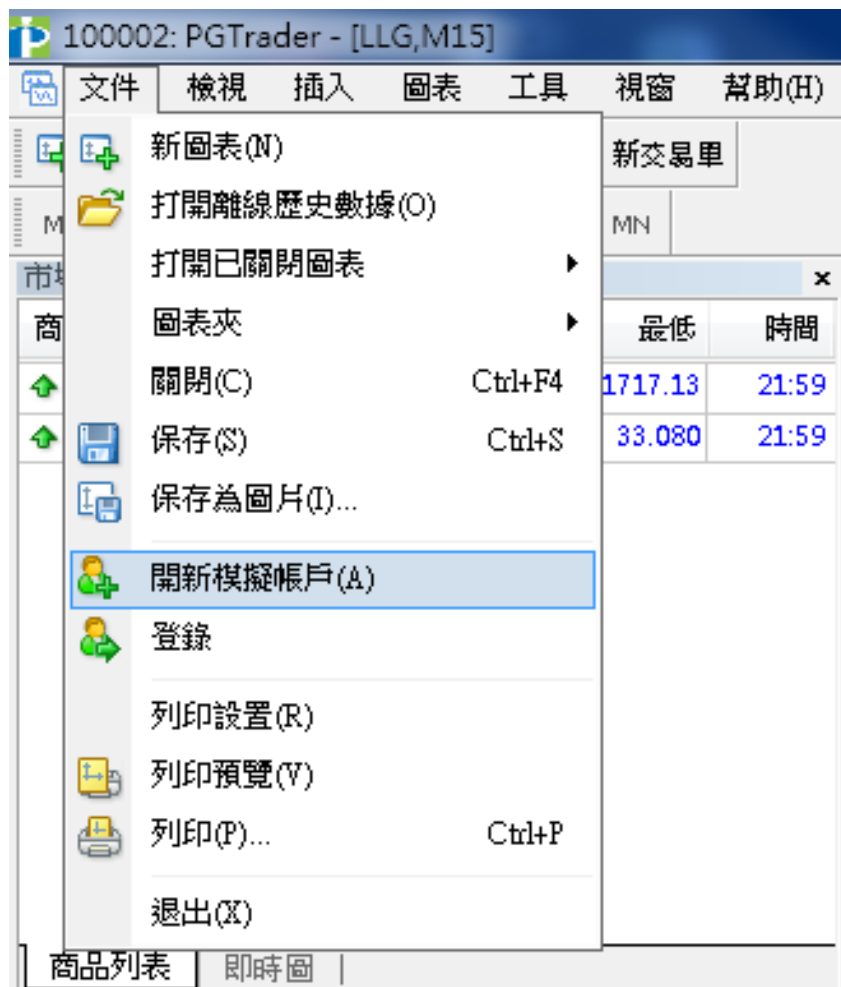 100002: PGTrader - [LLG,M15]
文件 檢視 插入 圖表 工具 視窗 幫助(H)
新圖表(N)
新交易單
打開離線歷史數據(O)
M
MN
打開已關閉圖表
市
圖表夾
商
最低 時間
關閉(C) Ctrl+F4
1717.13 21:59
保存(S) Ctrl+S
33.080 21:59
保存為圖片(I)...
開新模擬帳戶(A)
登錄
列印設置(R)
列印預覽(V)
列印(P)... Ctrl+P
退出(X)
商品列表 即時圖